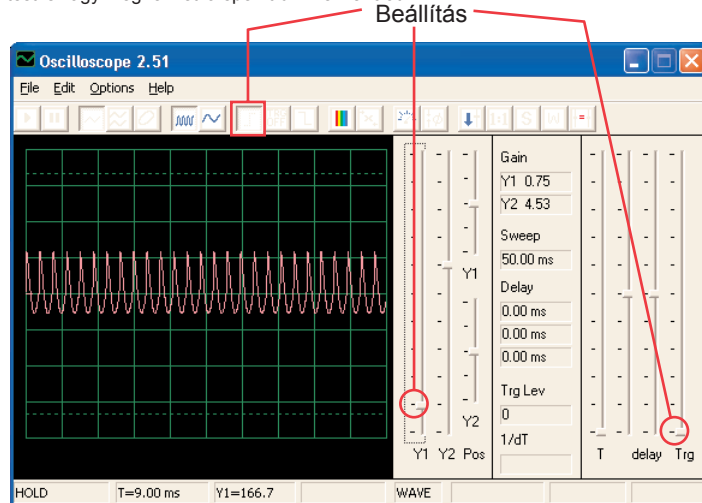 Beállítás
Oscilloscope 2.51
File Edit Options Help
Gain
Y1 0.75
Y2 4.53
Sweep
50.00 ms
Delay
0.00 ms
0.00 ms
0.00 ms
Trg Lev
0
1/dT
Y1
Y2
Y1 Y2 Pos
T delay Trg
HOLD T=9.00 ms Y1=166.7 WAVE